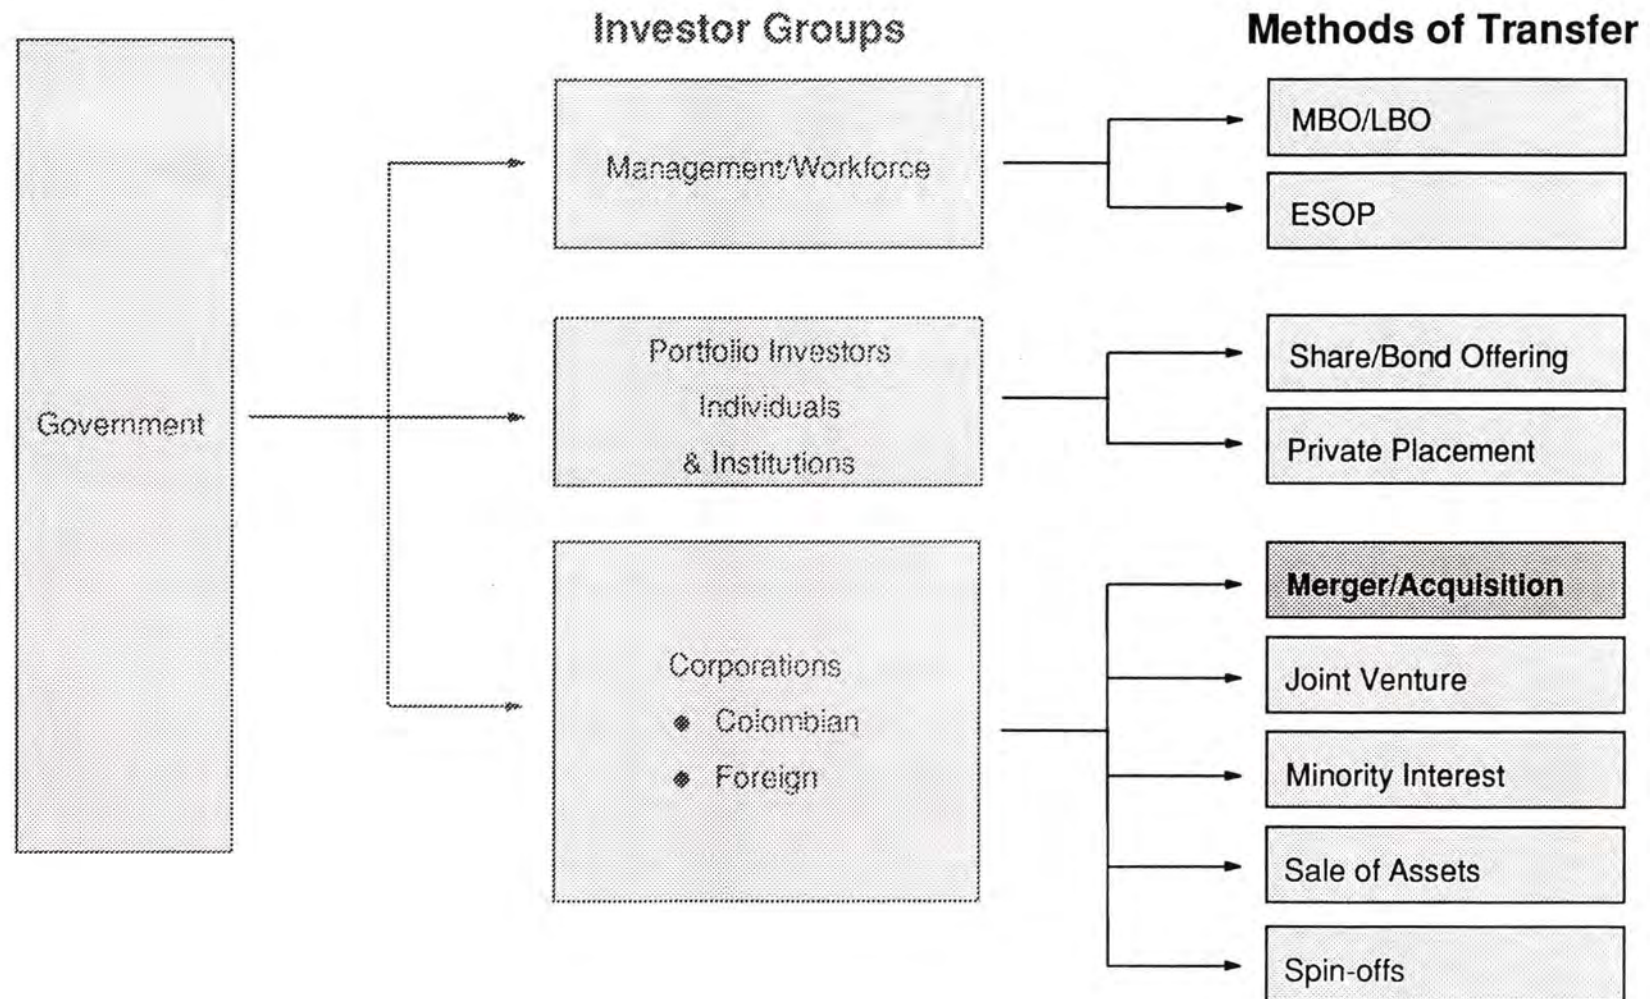 Investor Groups
Methods of Transfer
Government
Management/Workforce
MBO/LBO
ESOP
Portfolio Investors
Individuals
& Institutions
Share/Bond Offering
Private Placement
Corporations
• Colombian
• Foreign
Merger/Acquisition
Joint Venture
Minority Interest
Sale of Assets
Spin-offs